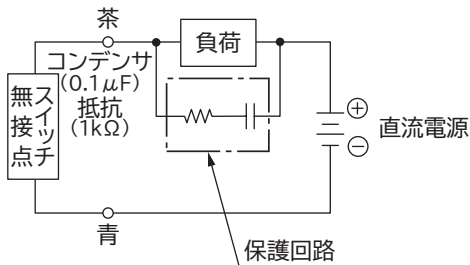 茶
負荷
コンデンサ
(0.1μF)
抵抗
(1kΩ)
無接点
スイッチ
+
−
直流電源
青
保護回路